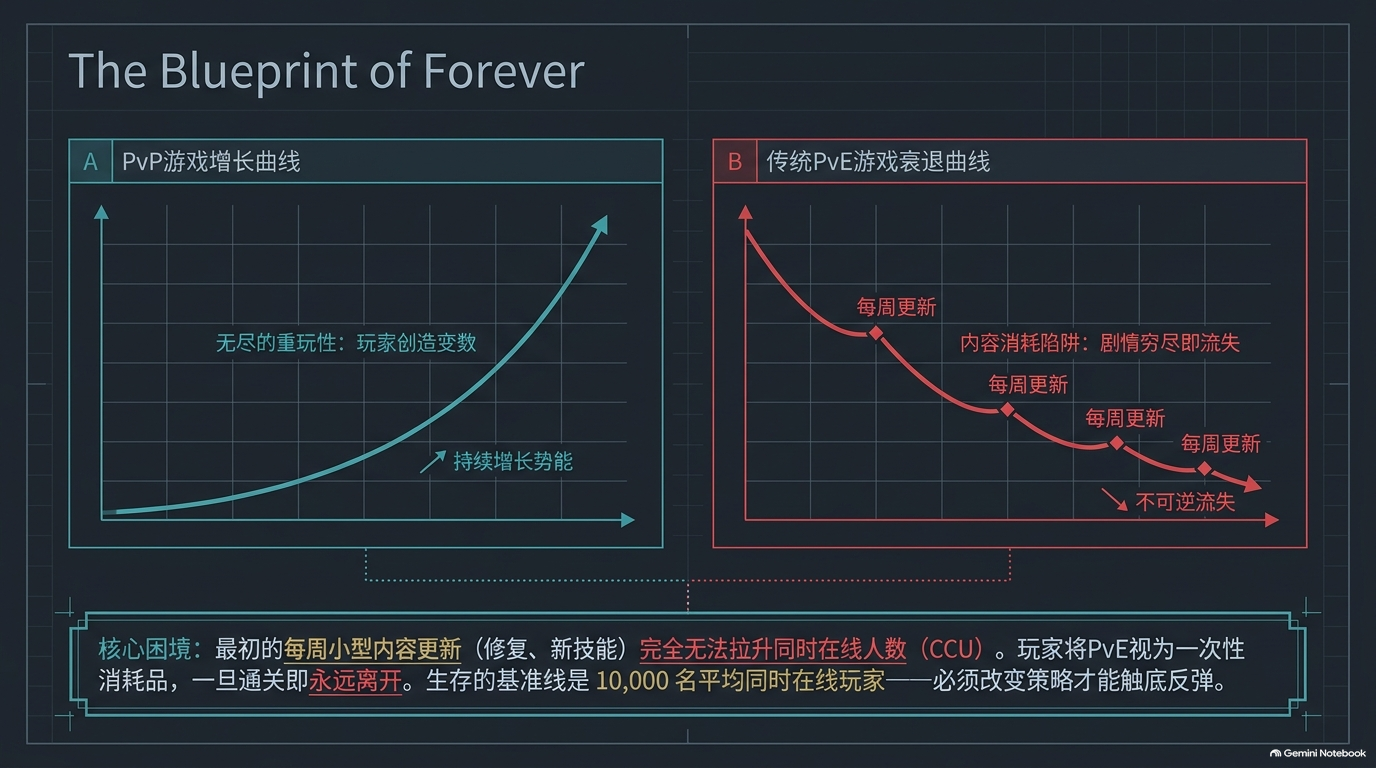 The Blueprint of Forever
A PvP游戏增长曲线
无尽的重玩性：玩家创造变数
持续增长势能
B 传统PvE游戏衰退曲线
每周更新
内容消耗陷阱：剧情穷尽即流失
每周更新
每周更新
每周更新
不可逆流失
核心困境：最初的每周小型内容更新（修复、新技能）完全无法拉升同时在线人数（CCU）。玩家将PvE视为一次性
消耗品，一旦通关即永远离开。生存的基准线是 10,000 名平均同时在线玩家——必须改变策略才能触底反弹。
Gemini Notebook